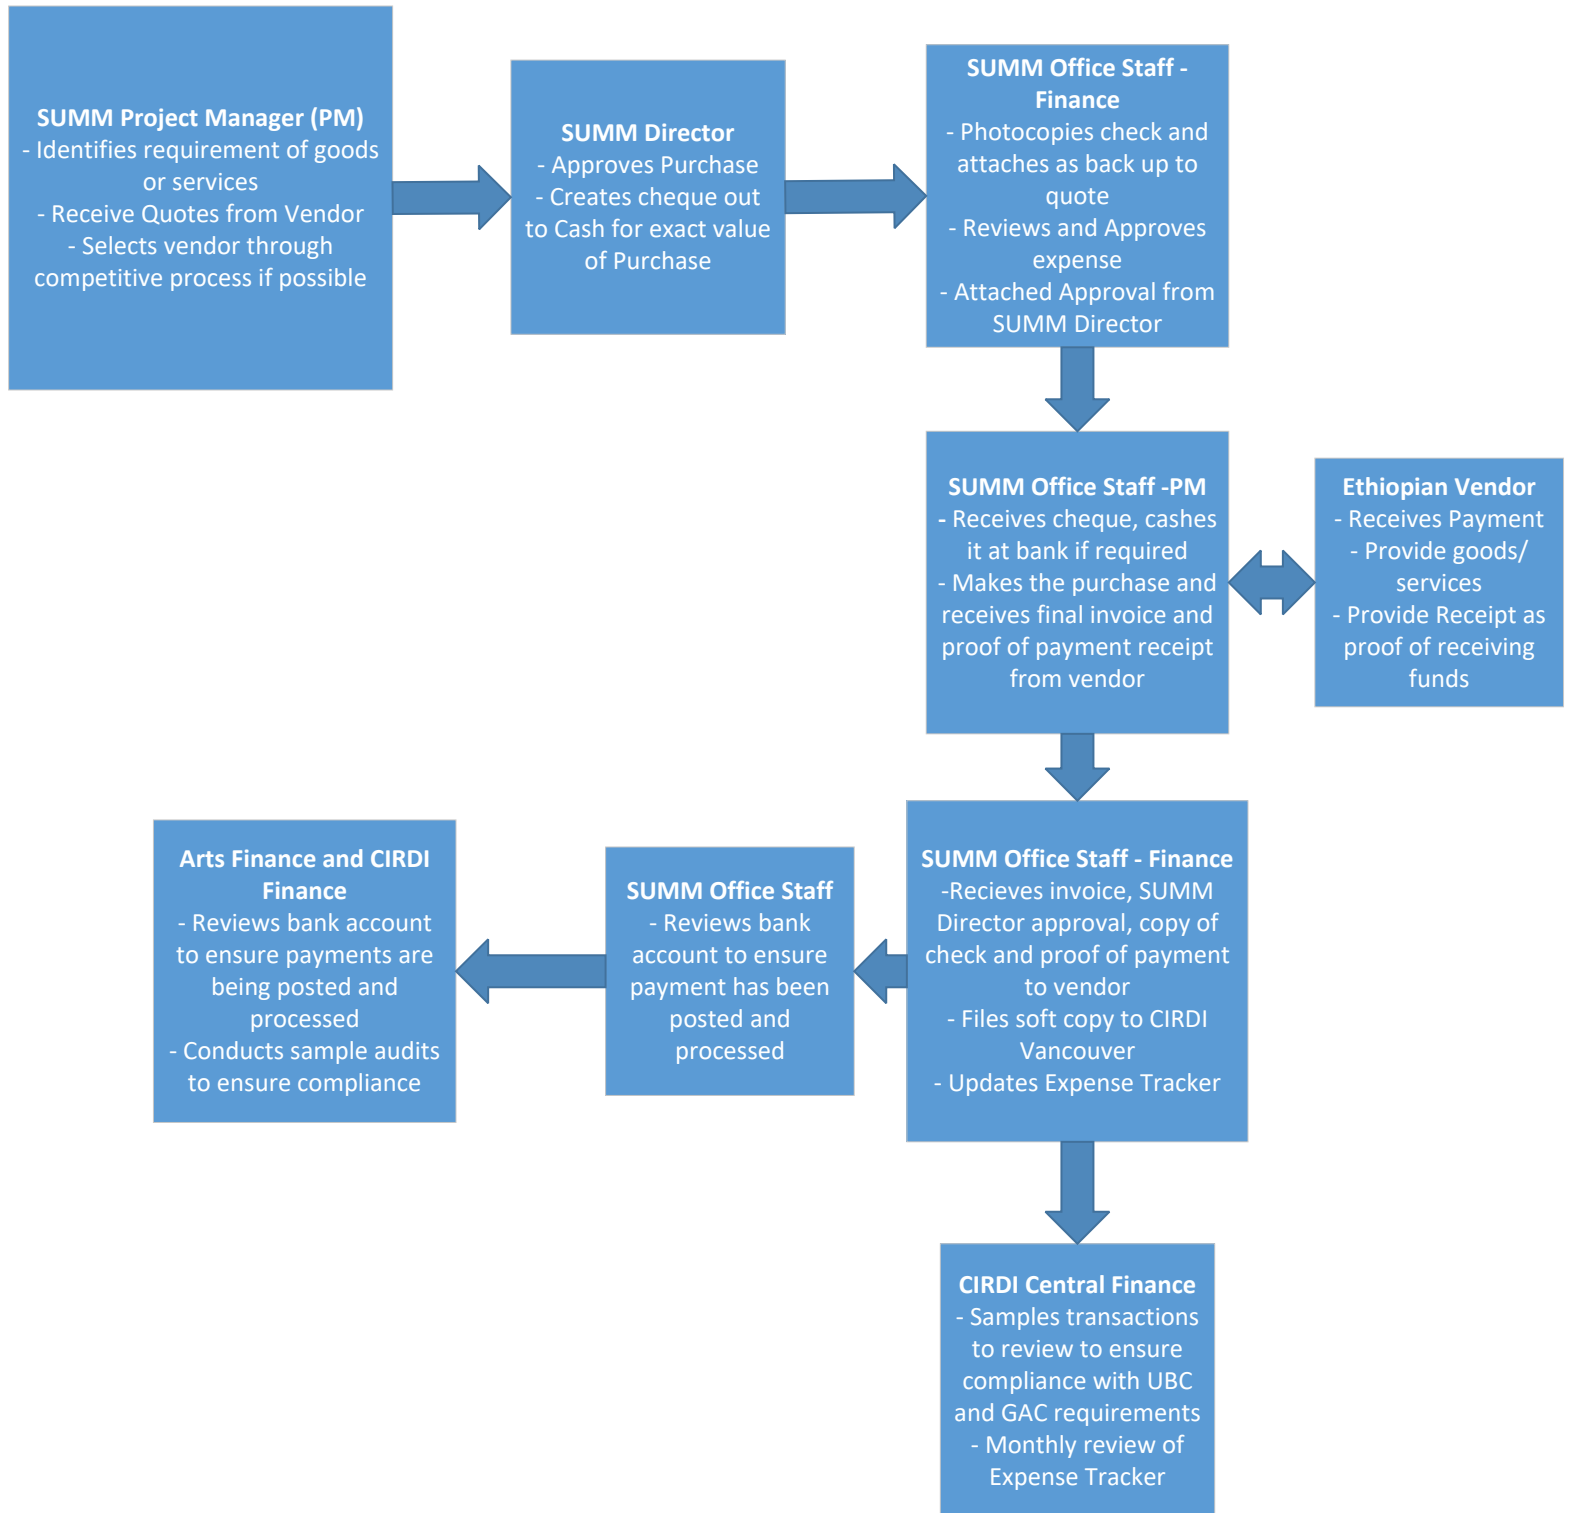 SUMM Project Manager (PM)
- Identifies requirement of goods
or services
- Receive Quotes from Vendor
- Selects vendor through
competitive process if possible
SUMM Director
- Approves Purchase
- Creates cheque out
to Cash for exact value
of Purchase
SUMM Office Staff -
Finance
- Photocopies check and
attaches as back up to
quote
- Reviews and Approves
expense
- Attached Approval from
SUMM Director
SUMM Office Staff -PM
- Receives cheque, cashes
it at bank if required
- Makes the purchase and
receives final invoice and
proof of payment receipt
from vendor
Ethiopian Vendor
- Receives Payment
- Provide goods/
services
- Provide Receipt as
proof of receiving
funds
SUMM Office Staff - Finance
-Recieves invoice, SUMM
Director approval, copy of
check and proof of payment
to vendor
- Files soft copy to CIRDI
Vancouver
- Updates Expense Tracker
SUMM Office Staff
- Reviews bank
account to ensure
payment has been
posted and
processed
Arts Finance and CIRDI
Finance
- Reviews bank account
to ensure payments are
being posted and
processed
- Conducts sample audits
to ensure compliance
CIRDI Central Finance
- Samples transactions
to review to ensure
compliance with UBC
and GAC requirements
- Monthly review of
Expense Tracker